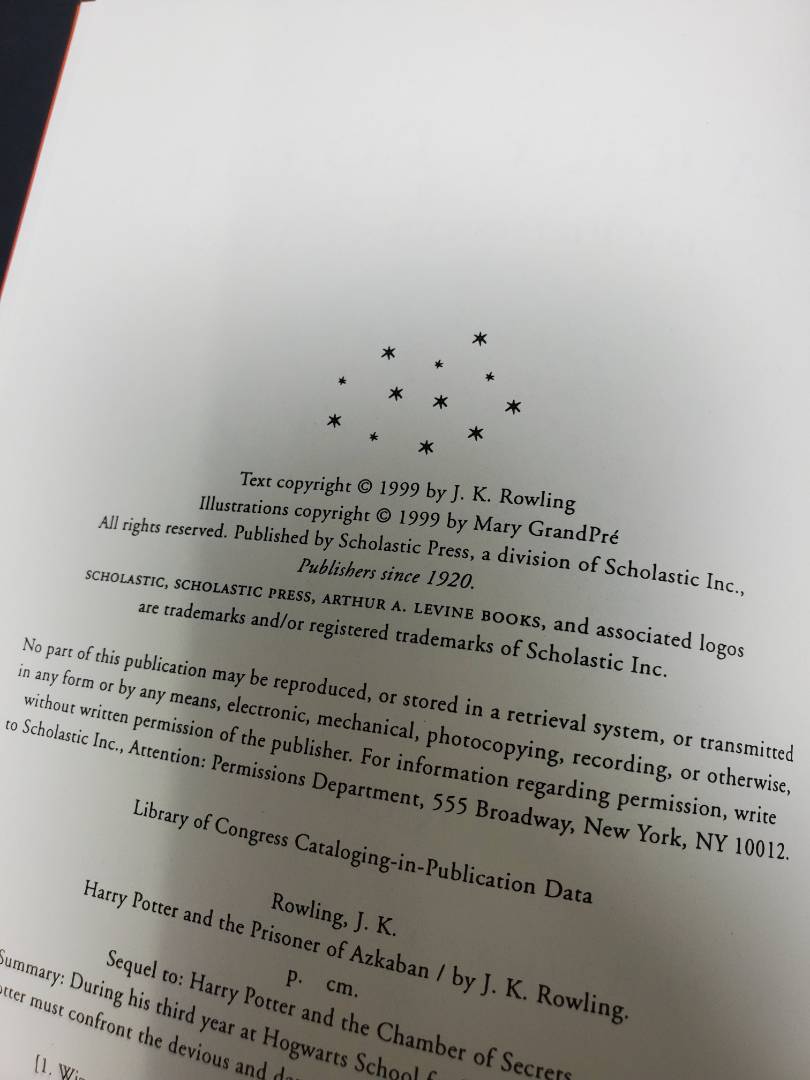 Text copyright © 1999 by J. K. Rowling
Illustrations copyright © 1999 by Mary GrandPré
All rights reserved. Published by Scholastic Press, a division of Scholastic Inc.,
Publishers since 1920.
SCHOLASTIC, SCHOLASTIC PRESS, ARTHUR A. LEVINE BOOKS, and associated logos
are trademarks and/or registered trademarks of Scholastic Inc.
No part of this publication may be reproduced, or stored in a retrieval system, or transmitted
in any form or by any means, electronic, mechanical, photocopying, recording, or otherwise,
without written permission of the publisher. For information regarding permission, write
to Scholastic Inc., Attention: Permissions Department, 555 Broadway, New York, NY 10012.
Library of Congress Cataloging-in-Publication Data
Rowling, J. K.
Harry Potter and the Prisoner of Azkaban / by J. K. Rowling.
p. cm.
Sequel to: Harry Potter and the Chamber of Secrets
Summary: During his third year at Hogwarts School
must confront the devious and
[1.